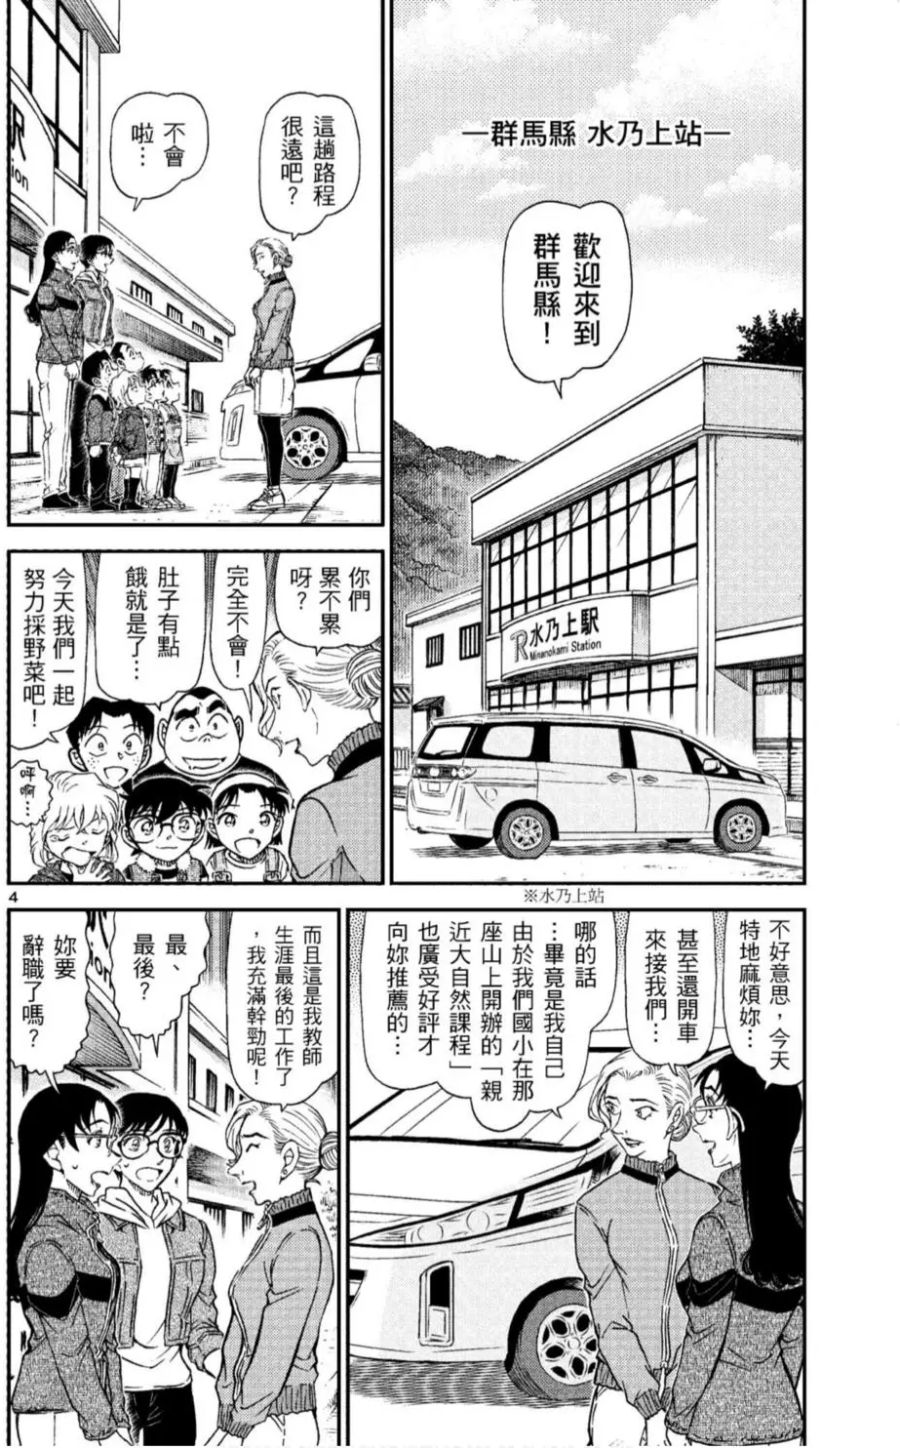 —群馬縣 水乃上站—
歡迎來到
群馬縣！
水乃上駅
Minanokami Station
※水乃上站
這趟路程
很遠吧？
不會
啦…
駅
tion
你們
累不累
呀？
完全不會！
肚子有點
餓就是了…
今天我們一起
努力採野菜吧！
呼啊…
4
不好意思，今天
特地麻煩妳…
甚至還開車
來接我們…
哪的話
…畢竟是我自己
由於我們國小在那
座山上開辦的「親
近大自然課程」
也廣受好評才
向妳推薦的…
而且這是我教師
生涯最後的工作了
，我充滿幹勁呢！
最、
最後？
妳要
辭職了嗎？
ion